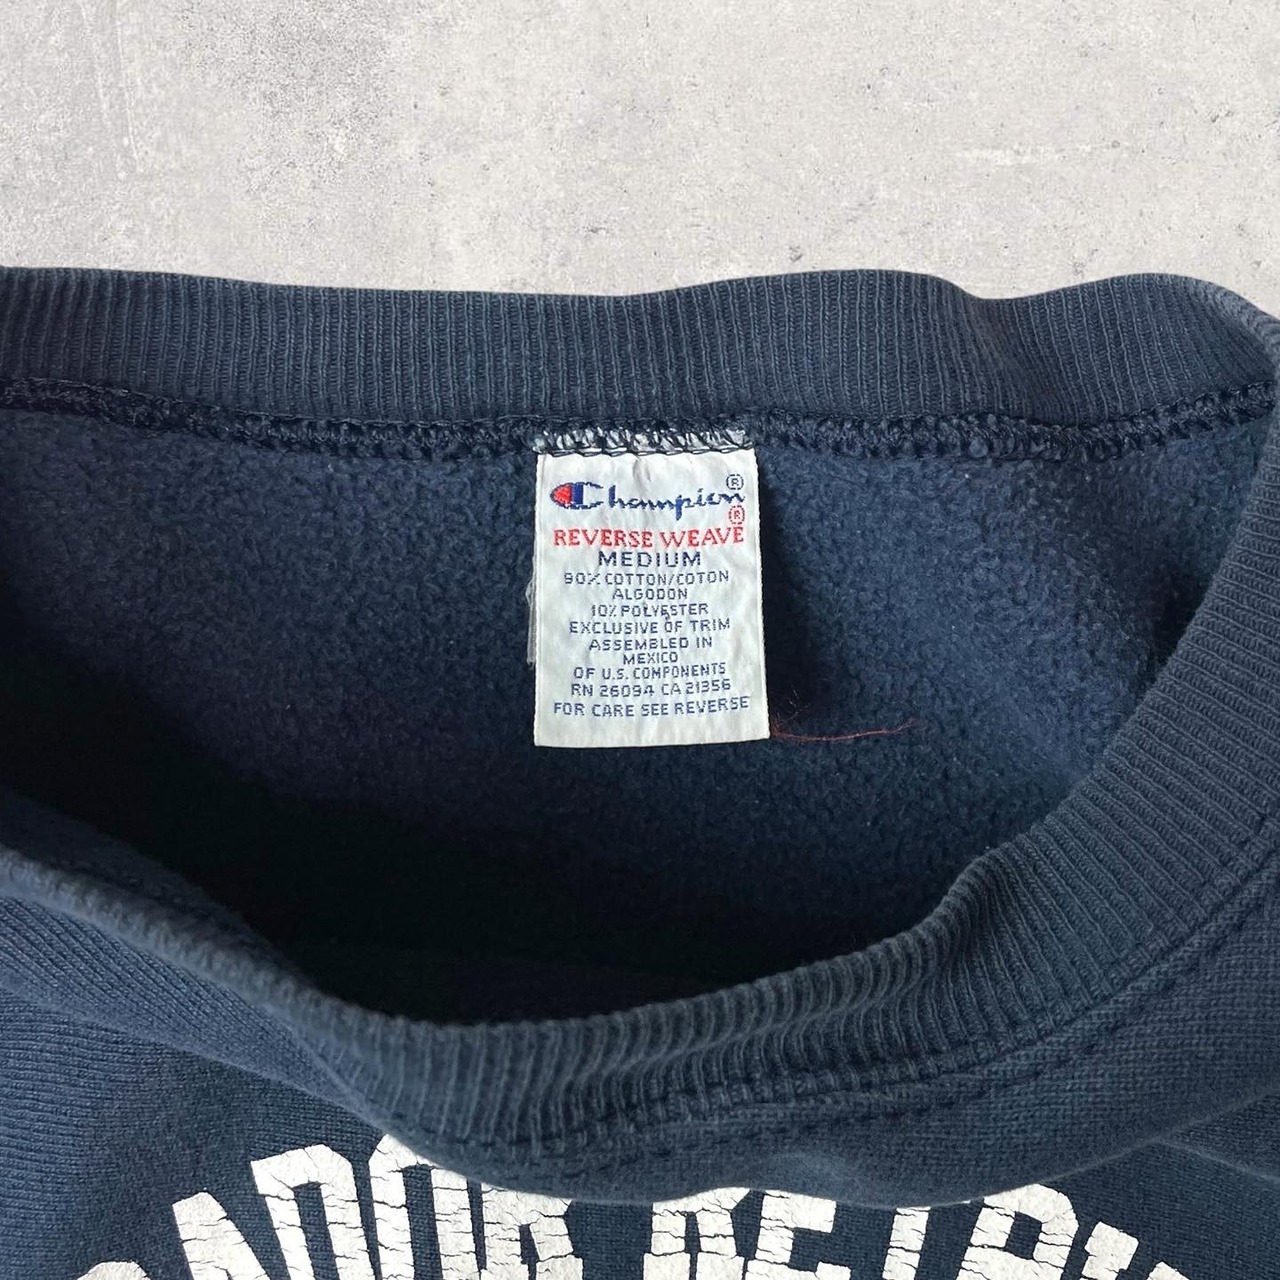 Champion®
®
REVERSE WEAVE
MEDIUM
90% COTTON/COTON
ALGODON
10% POLYESTER
EXCLUSIVE OF TRIM
ASSEMBLED IN
MEXICO
OF U.S. COMPONENTS
RN 26094 CA 21356
FOR CARE SEE REVERSE